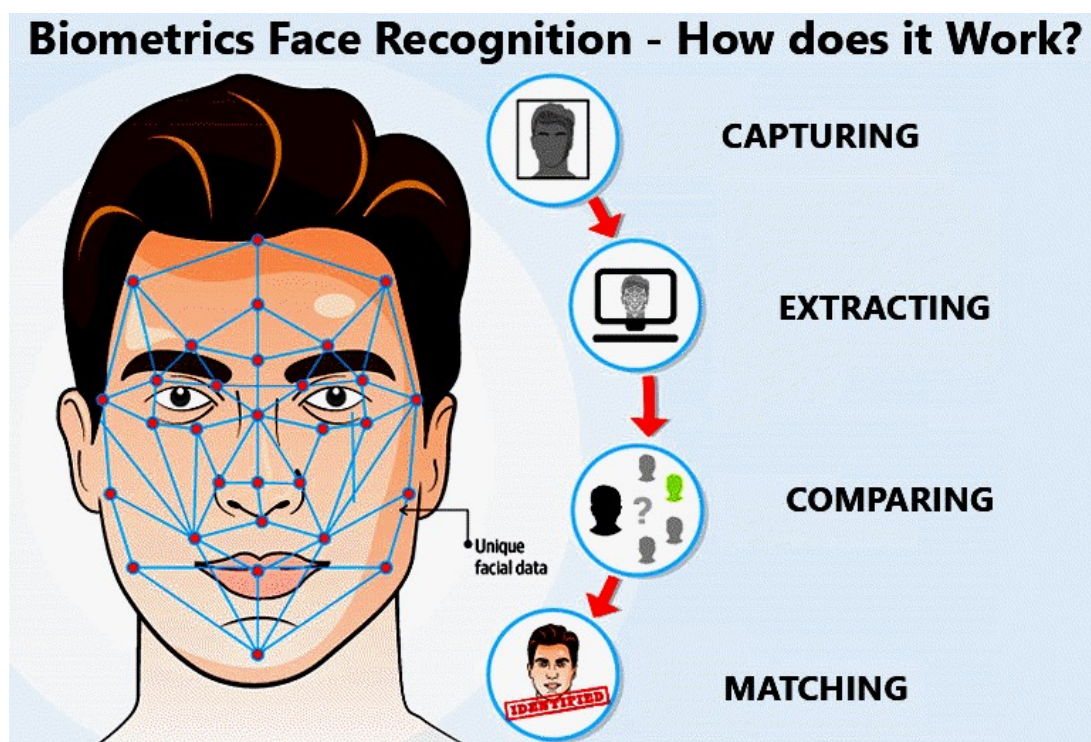 Biometrics Face Recognition - How does it Work?
CAPTURING
EXTRACTING
COMPARING
?
Unique
facial data
MATCHING
IDENTIFIED